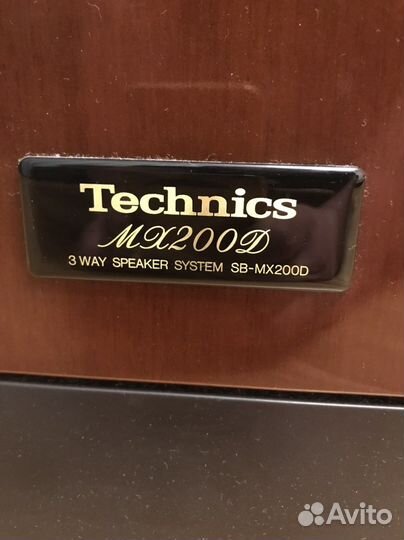 Technics
MX200D
3 WAY SPEAKER SYSTEM SB-MX200D
Avito